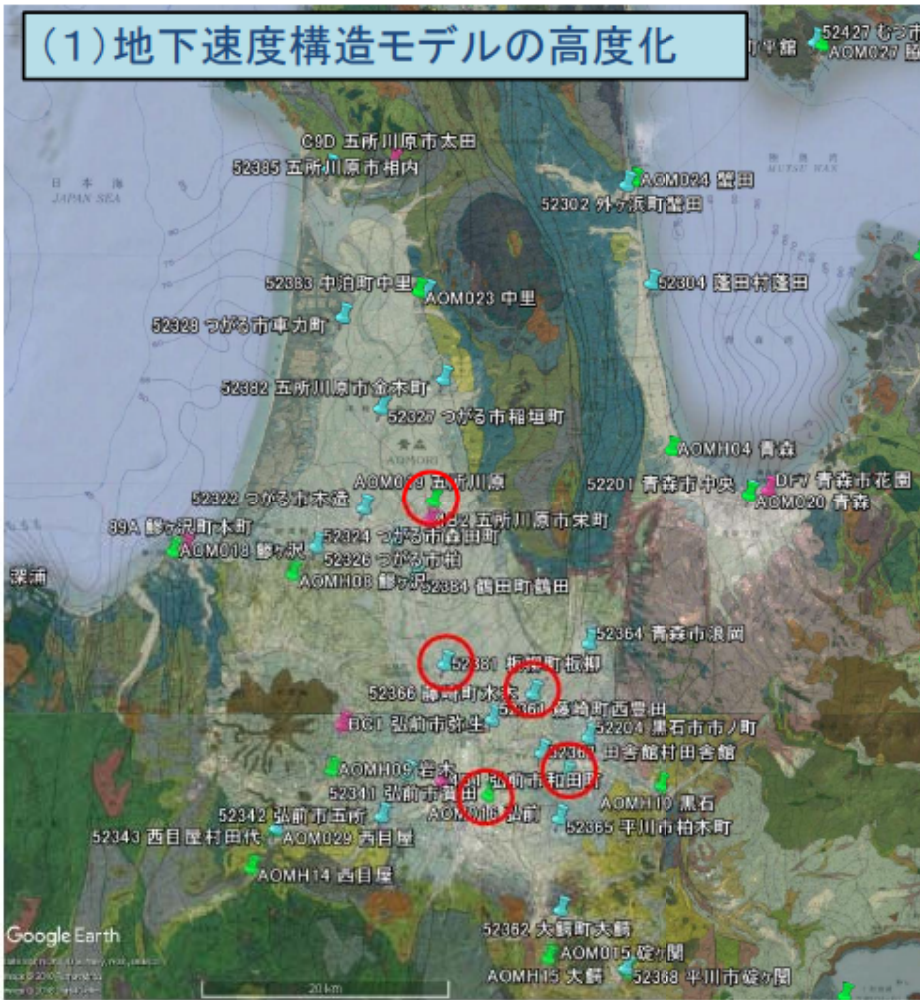 (1)地下速度構造モデルの高度化
52427 むつ市
AOM027
C9D 五所川原市太田
52385 五所川原市相内
日本海
JAPAN SEA
MUTSU WAN
AOM024 蟹田
52302 外ヶ浜町蟹田
52383 中泊町中里
AOM023 中里
52304 蓬田村蓬田
52328 つがる市車力町
52382 五所川原市金木町
52327 つがる市稲垣町
青森
AOMORI
AOMH04 青森
五所川原
52201 青森市中央
DF7 青森市花園
AOM020 青森
52322 つがる市木造
五所川原市栄町
89A 鰺ヶ沢町本町
52324 つがる市森田町
AOM018 鰺ヶ沢
52326 つがる市柏
深浦
AOMH08 鰺ヶ沢
52384 鶴田町鶴田
52364 青森市浪岡
52381 板柳町板柳
52366 藤崎町水木
52361 藤崎町西豊田
弘前市弥生
52204 黒石市市ノ町
田舎館村田舎館
AOMH09 岩木
弘前市和田町
52341 弘前市賀田
AOMH10 黒石
AOM016 弘前
52342 弘前市五所
52365 平川市柏木町
52343 西目屋村田代
AOM029 西目屋
AOMH14 西目屋
52362 大鰐町大鰐
AOM015 碇ヶ関
AOMH15 大鰐
52368 平川市碇ヶ関
Google Earth
20 km